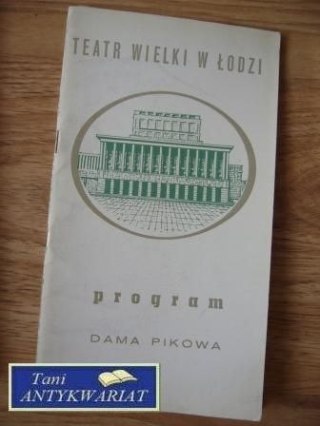 TEATR WIELKI W ŁODZI
program
DAMA PIKOWA
Tani
ANTYKWARIAT